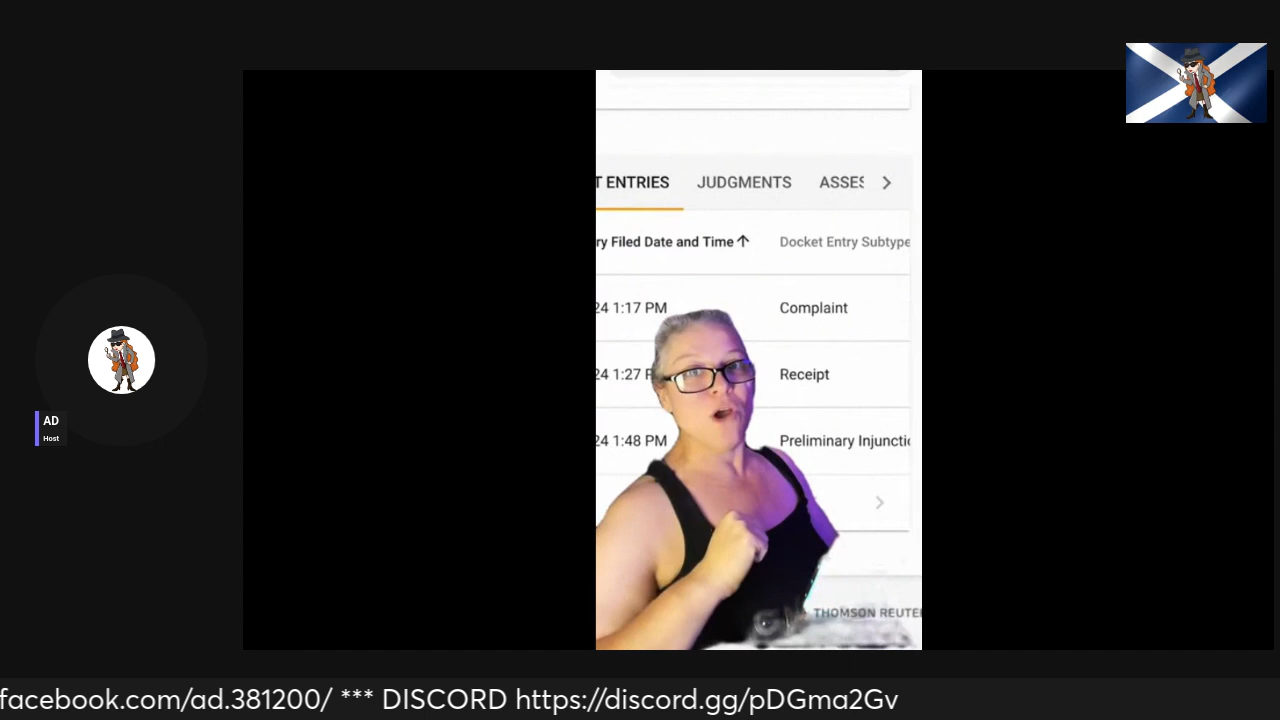 T ENTRIES JUDGMENTS ASSES
ry Filed Date and Time Docket Entry Subtype
24 1:17 PM Complaint
24 1:27 Receipt
24 1:48 PM Preliminary Injunctio
AD
Host
THOMSON REUTE
facebook.com/ad.381200/ *** DISCORD https://discord.gg/pDGma2Gv